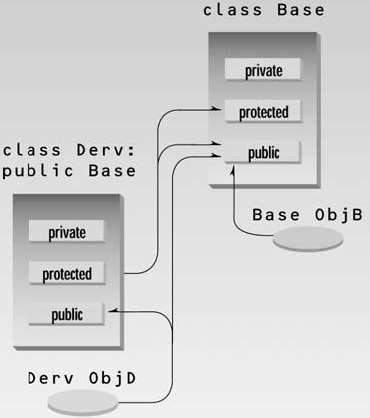 class Base
private
protected
public
class Derv:
public Base
Base ObjB
private
protected
public
Derv ObjD